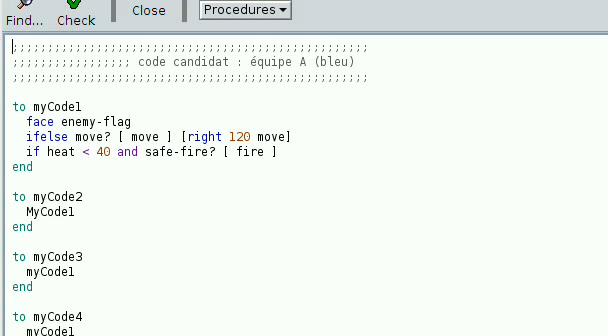 Find... Check Close Procedures
;;;;;;;;;;;;;;;;;;;;;;;;;;;;;;;;;;;;;;;;;;;;;;;;;;;
;;;;;;;;;;;;;;;;; code candidat : équipe A (bleu)
;;;;;;;;;;;;;;;;;;;;;;;;;;;;;;;;;;;;;;;;;;;;;;;;;;;
to myCode1
face enemy-flag
ifelse move? [ move ] [right 120 move]
if heat < 40 and safe-fire? [ fire ]
end
to myCode2
MyCode1
end
to myCode3
myCode1
end
to myCode4
myCode1